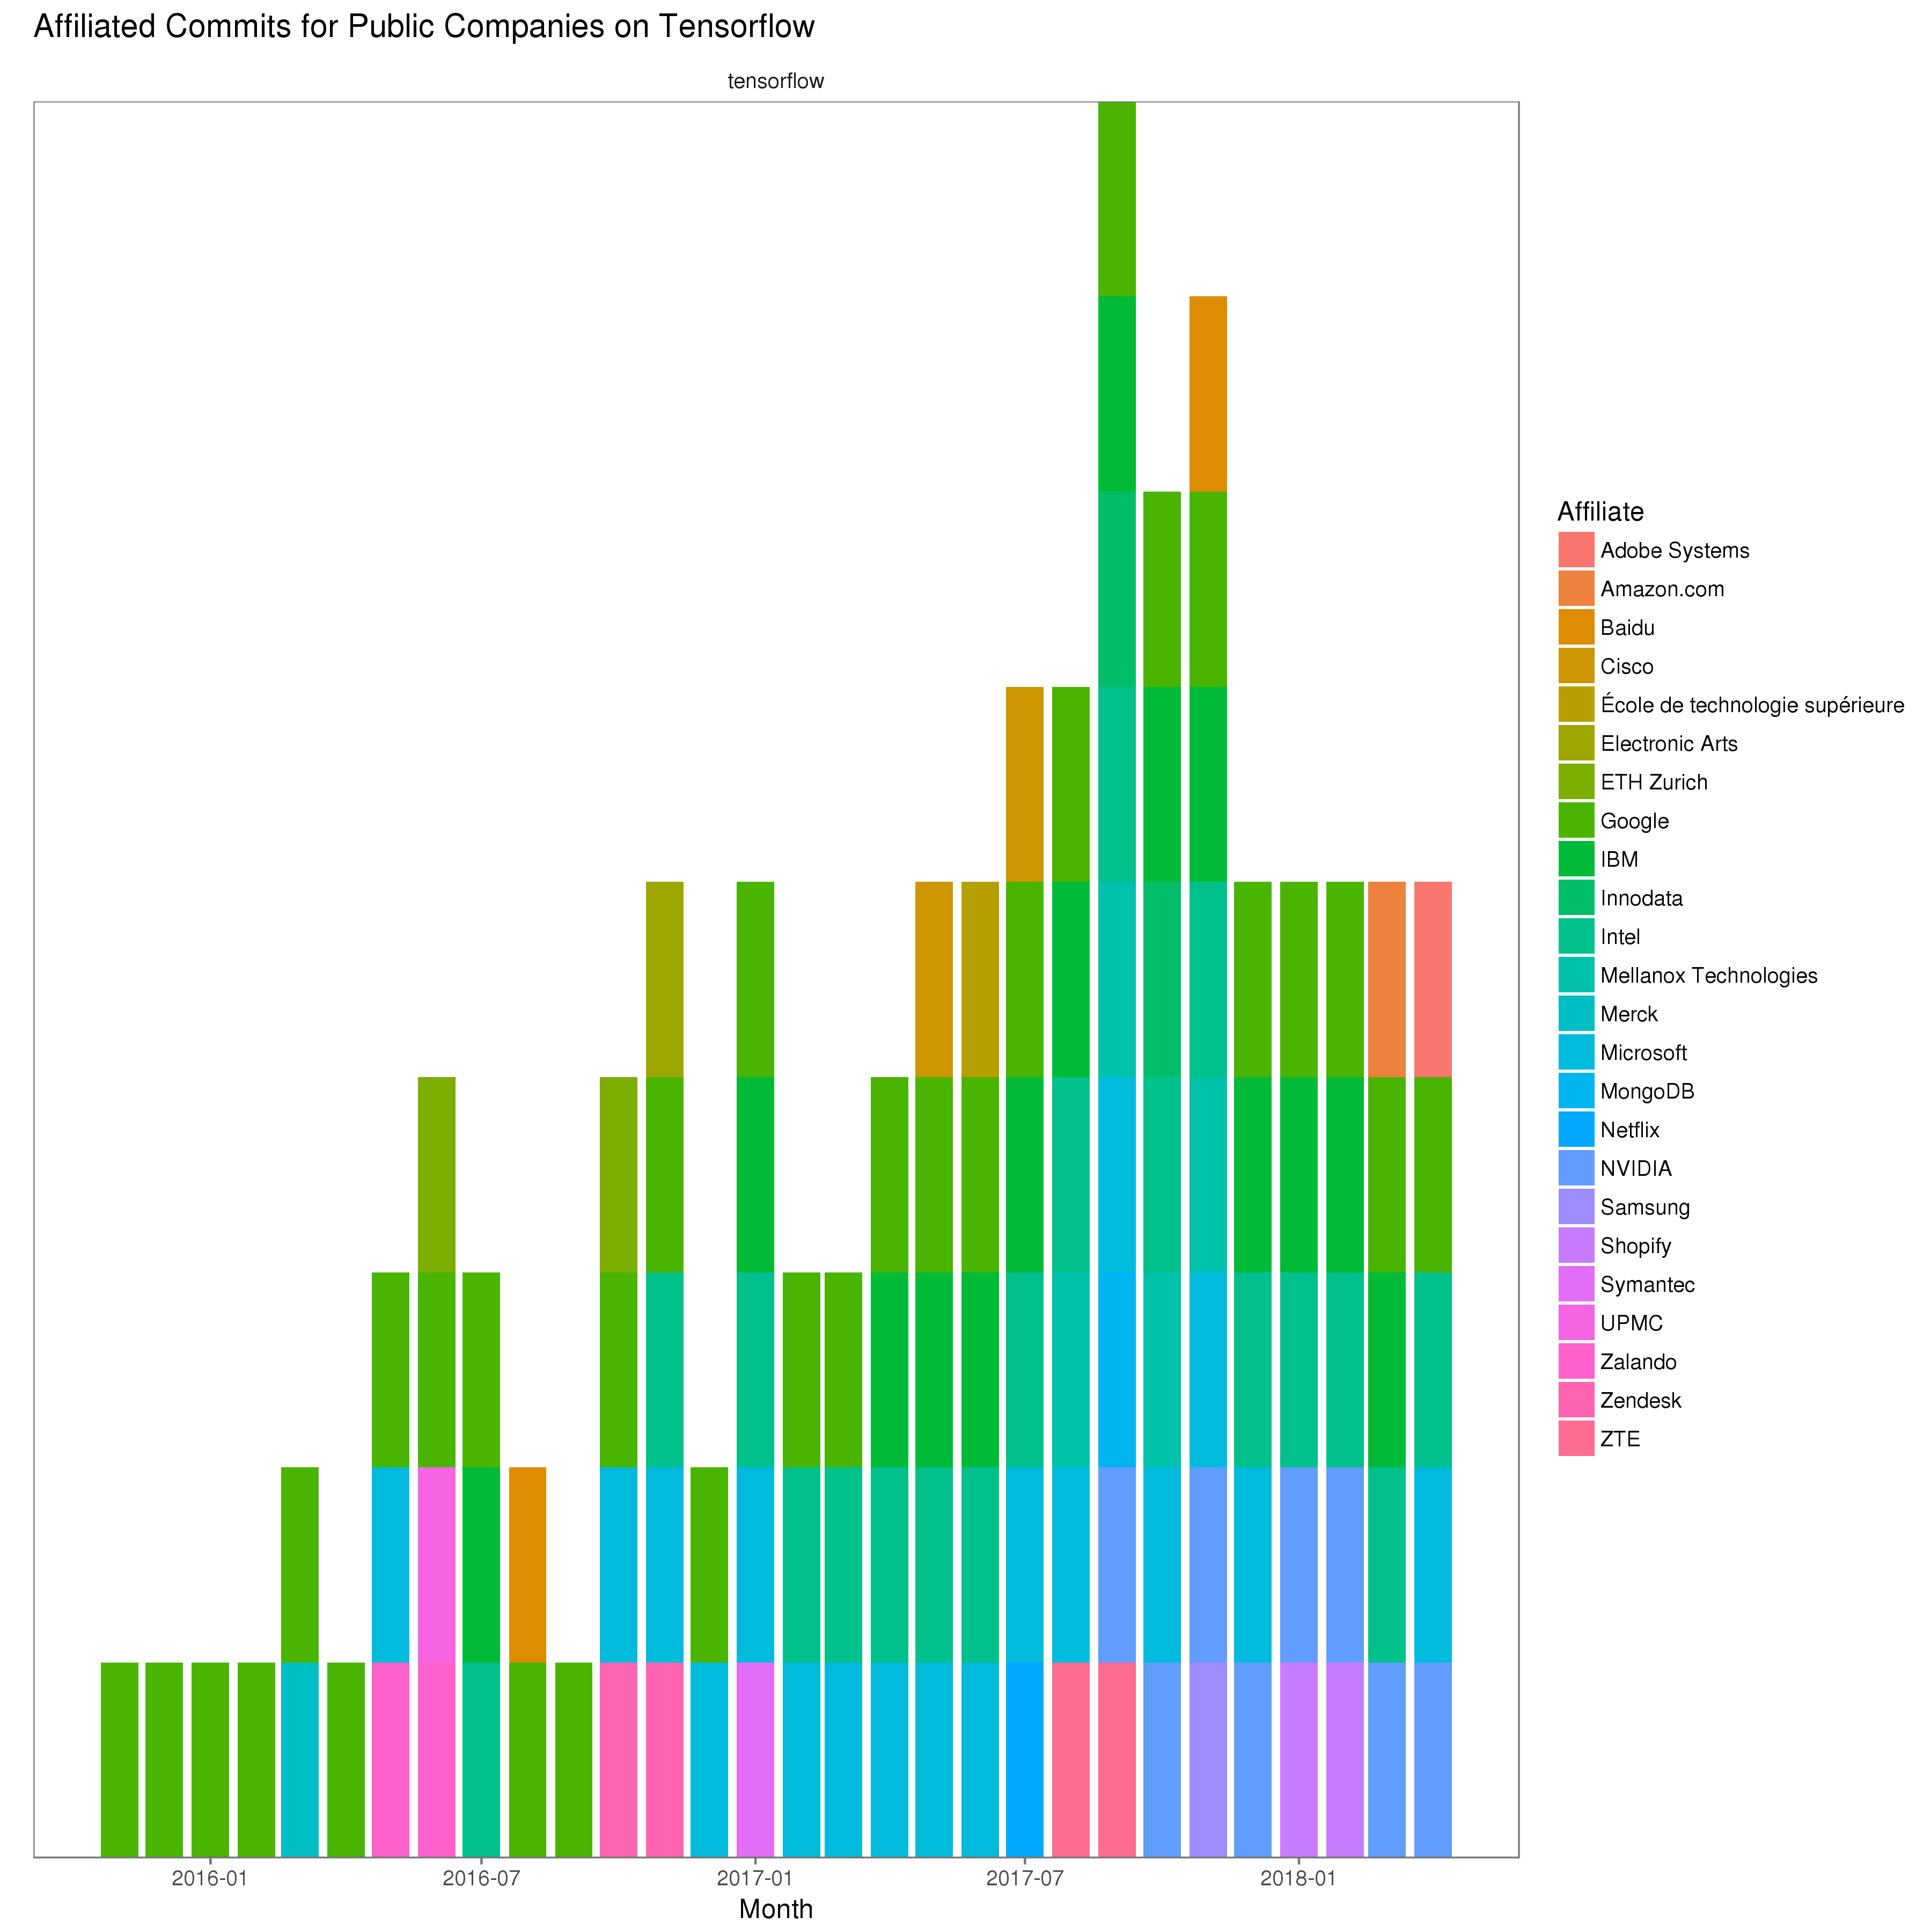 Affiliated Commits for Public Companies on Tensorflow
tensorflow
Affiliate
Adobe Systems
Amazon.com
Baidu
Cisco
École de technologie supérieure
Electronic Arts
ETH Zurich
Google
IBM
Innodata
Intel
Mellanox Technologies
Merck
Microsoft
MongoDB
Netflix
NVIDIA
Samsung
Shopify
Symantec
UPMC
Zalando
Zendesk
ZTE
2016-01 2016-07 2017-01 2017-07 2018-01
Month